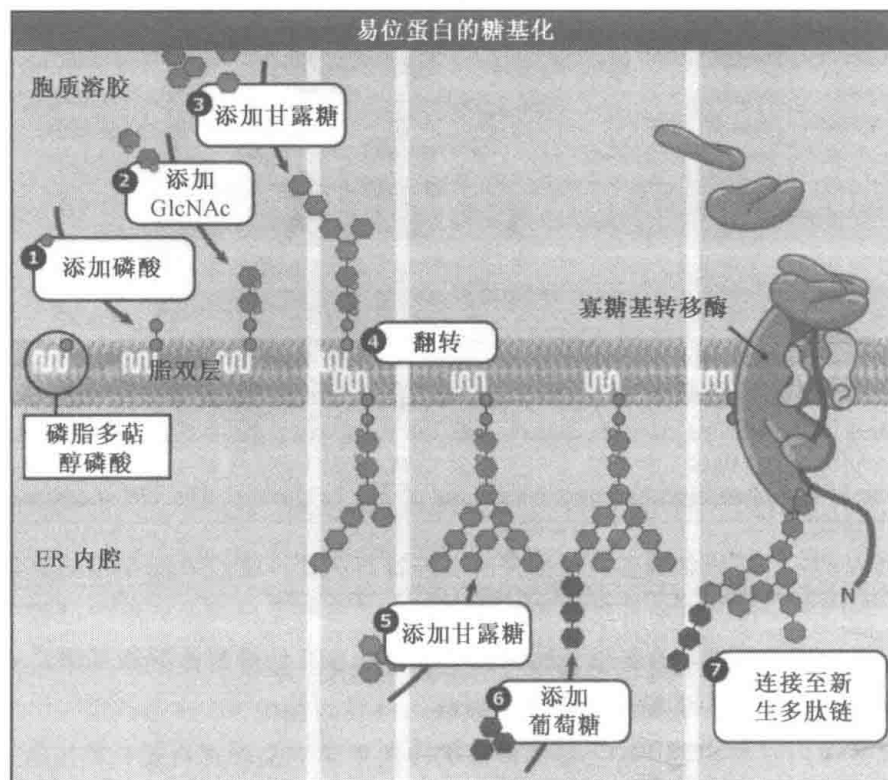 易位蛋白的糖基化
胞质溶胶
3
添加甘露糖
2
添加
GlcNAc
1
添加磷酸
寡糖基转移酶
4
翻转
脂双层
磷脂多萜
醇磷酸
ER 内腔
N
5
添加甘露糖
6
添加
葡萄糖
7
连接至新
生多肽链